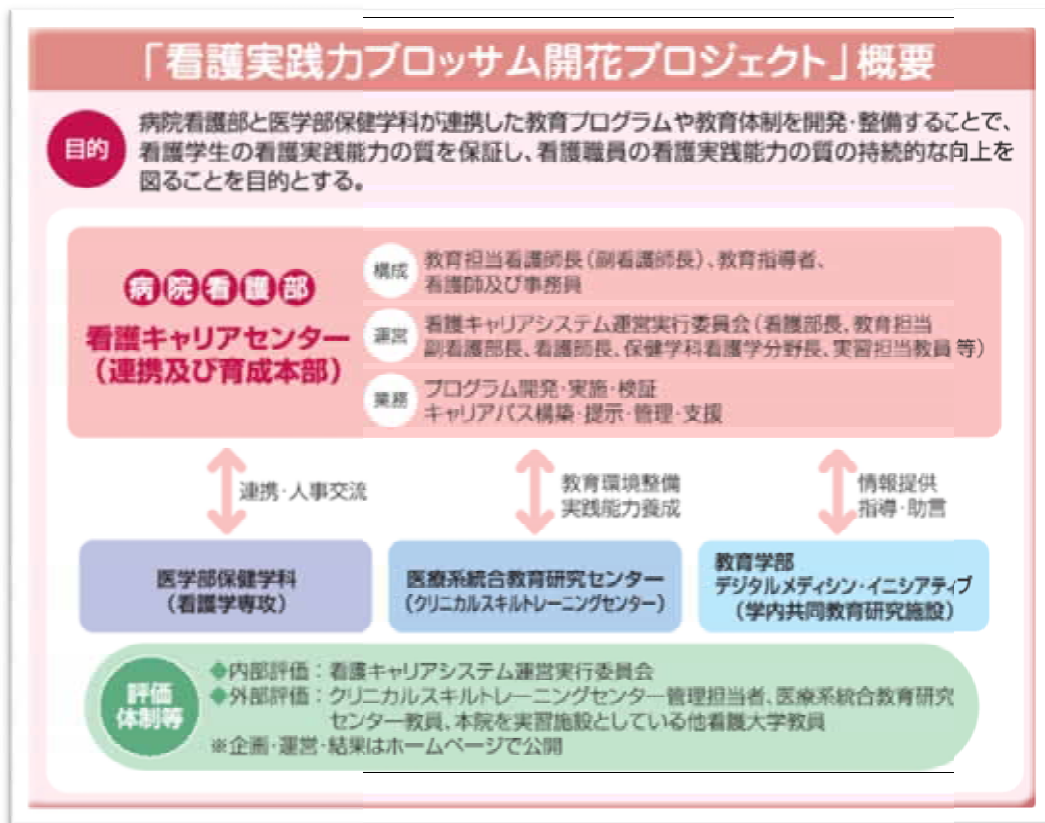 「看護実践力ブロッサム開花プロジェクト」概要
目的
病院看護部と医学部保健学科が連携した教育プログラムや教育体制を開発・整備することで、
看護学生の看護実践能力の質を保証し、看護職員の看護実践能力の質の持続的な向上を
図ることを目的とする。
病院看護部
看護キャリアセンター
（連携及び育成本部）
構成
教育担当看護師長（副看護師長）、教育指導者、
看護師及び事務員
運営
看護キャリアシステム運営実行委員会（看護部長、教育担当
副看護部長、看護師長、保健学科看護学分野長、実習担当教員 等）
業務
プログラム開発・実施・検証
キャリアパス構築・提示・管理・支援
連携・人事交流
教育環境整備
実践能力養成
情報提供
指導・助言
医学部保健学科
（看護学専攻）
医療系統合教育研究センター
（クリニカルスキルトレーニングセンター）
教育学部
デジタルメディシン・イニシアティブ
（学内共同教育研究施設）
評価
体制等
◆内部評価：看護キャリアシステム運営実行委員会
◆外部評価：クリニカルスキルトレーニングセンター管理担当者、医療系統合教育研究
センター教員、本院を実習施設としている他看護大学教員
※企画・運営・結果はホームページで公開